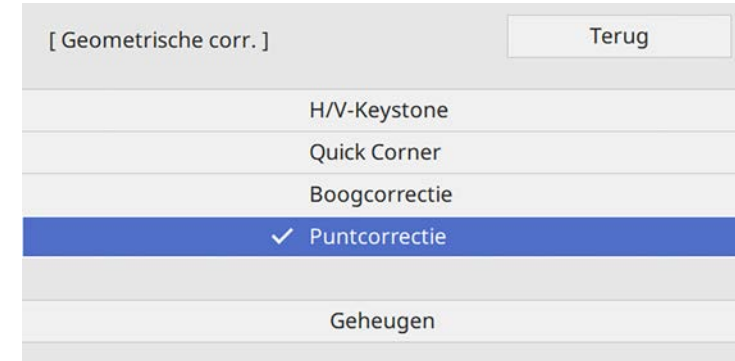 [ Geometrische corr. ]
Terug
H/V-Keystone
Quick Corner
Boogcorrectie
Puntcorrectie
Geheugen